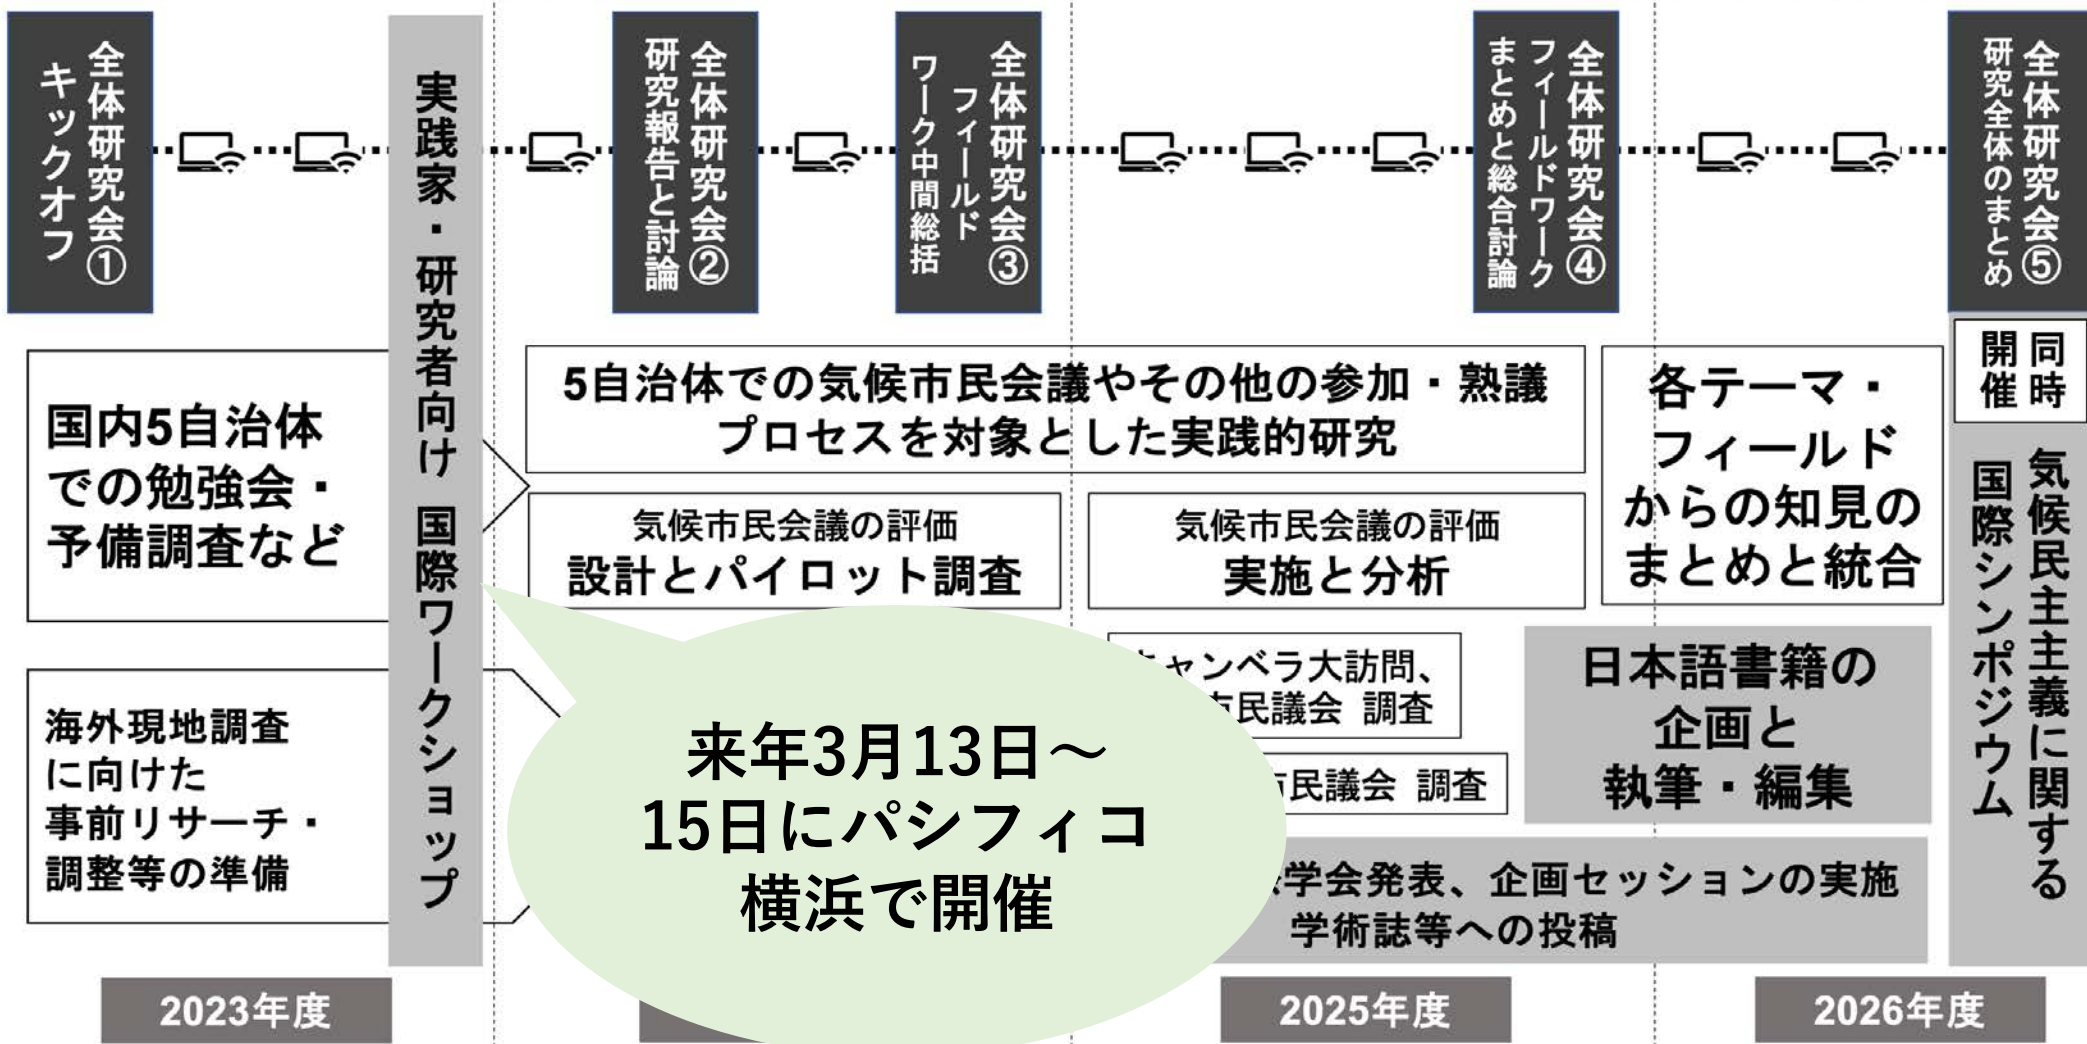 全体研究会①
キックオフ
実践家・研究者向け 国際ワークショップ
全体研究会②
研究報告と討論
全体研究会③
フィールド
ワーク中間総括
全体研究会④
フィールドワーク
まとめと総合討論
全体研究会⑤
研究全体のまとめ
同時
開催
気候民主主義に関する
国際シンポジウム
国内5自治体
での勉強会・
予備調査など
5自治体での気候市民会議やその他の参加・熟議
プロセスを対象とした実践的研究
気候市民会議の評価
設計とパイロット調査
気候市民会議の評価
実施と分析
各テーマ・
フィールド
からの知見の
まとめと統合
海外現地調査
に向けた
事前リサーチ・
調整等の準備
来年3月13日～
15日にパシフィコ
横浜で開催
キャンベラ大訪問、
市民議会 調査
市民議会 調査
日本語書籍の
企画と
執筆・編集
学会発表、企画セッションの実施
学術誌等への投稿
2023年度
2025年度
2026年度